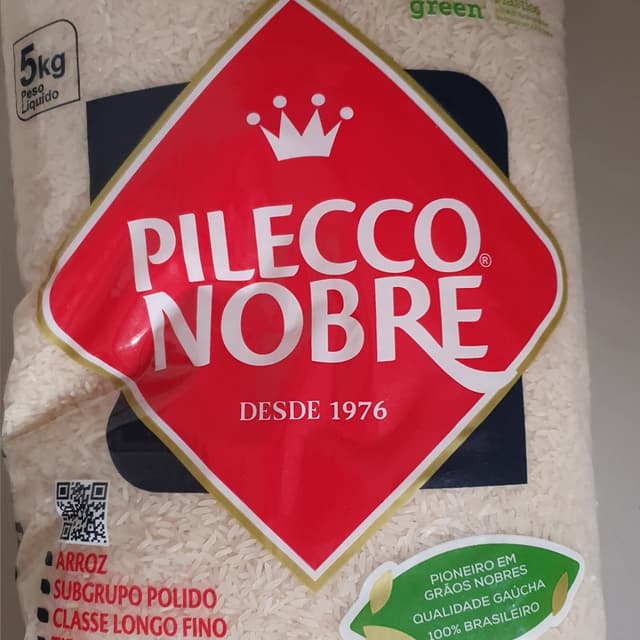 green
5kg
Peso
Líquido
PILECCO
NOBRE
DESDE 1976
ARROZ
SUBGRUPO POLIDO
CLASSE LONGO FINO
PIONEIRO EM
GRÃOS NOBRES
QUALIDADE GAÚCHA
100% BRASILÉIRO